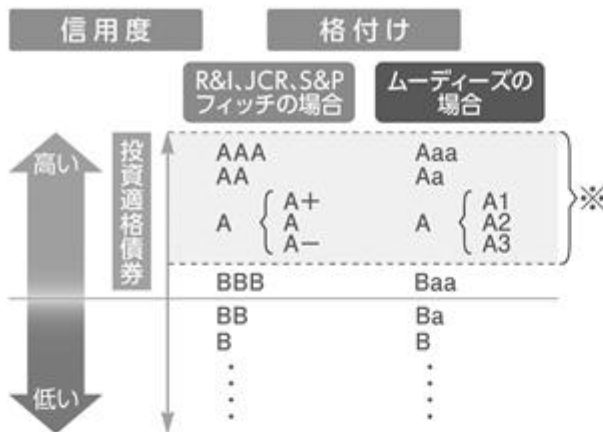 信用度
格付け
R&I、JCR、S&P
フィッチの場合
ムーディーズの
場合
高い
投資適格債券
AAA
Aaa
AA
Aa
A
A+
A
A−
A
A1
A2
A3
※
BBB
Baa
BB
Ba
B
B
低い